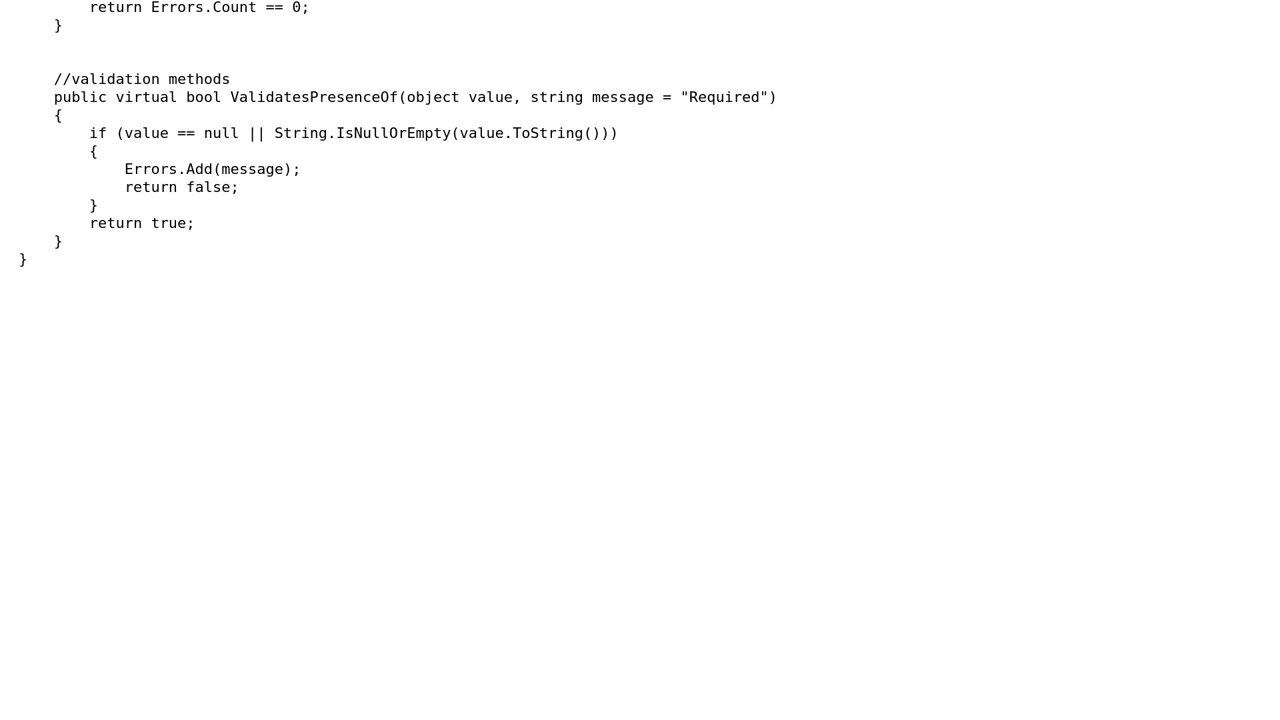 return Errors.Count == 0;
    }


    //validation methods
    public virtual bool ValidatesPresenceOf(object value, string message = "Required")
    {
        if (value == null || String.IsNullOrEmpty(value.ToString()))
        {
            Errors.Add(message);
            return false;
        }
        return true;
    }
}